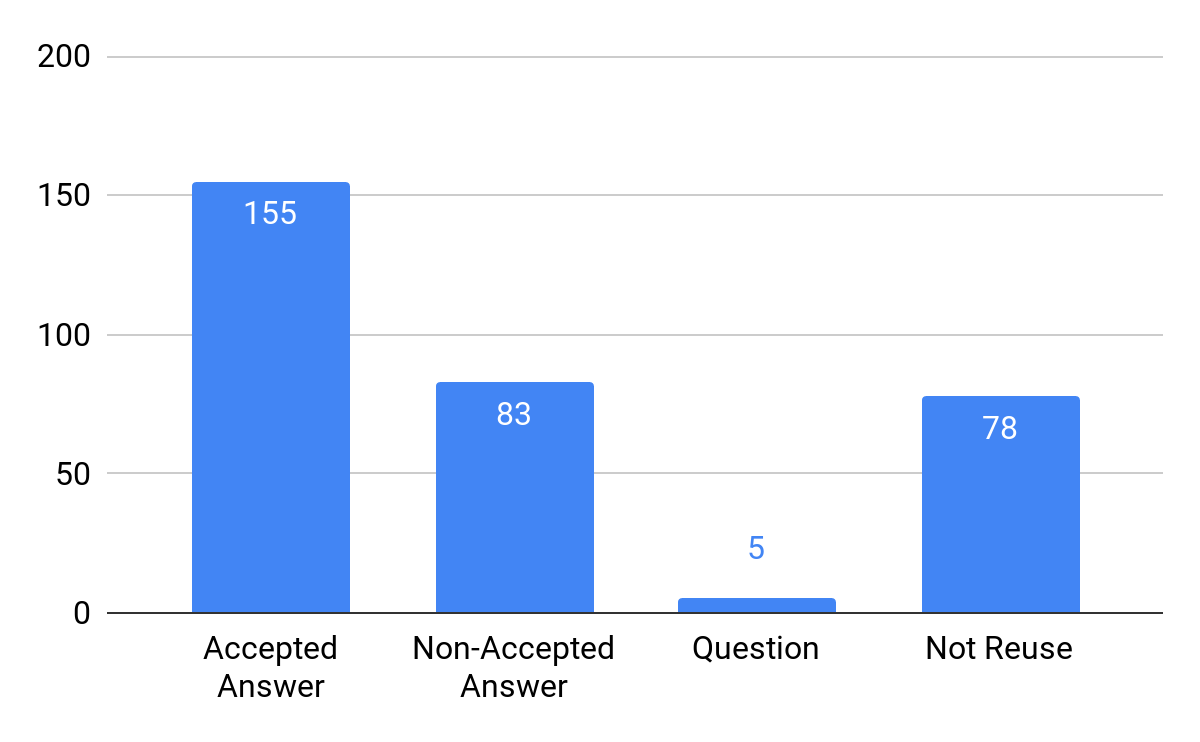 200
150
100
50
0
155
83
5
78
Accepted
Answer
Non-Accepted
Answer
Question
Not Reuse